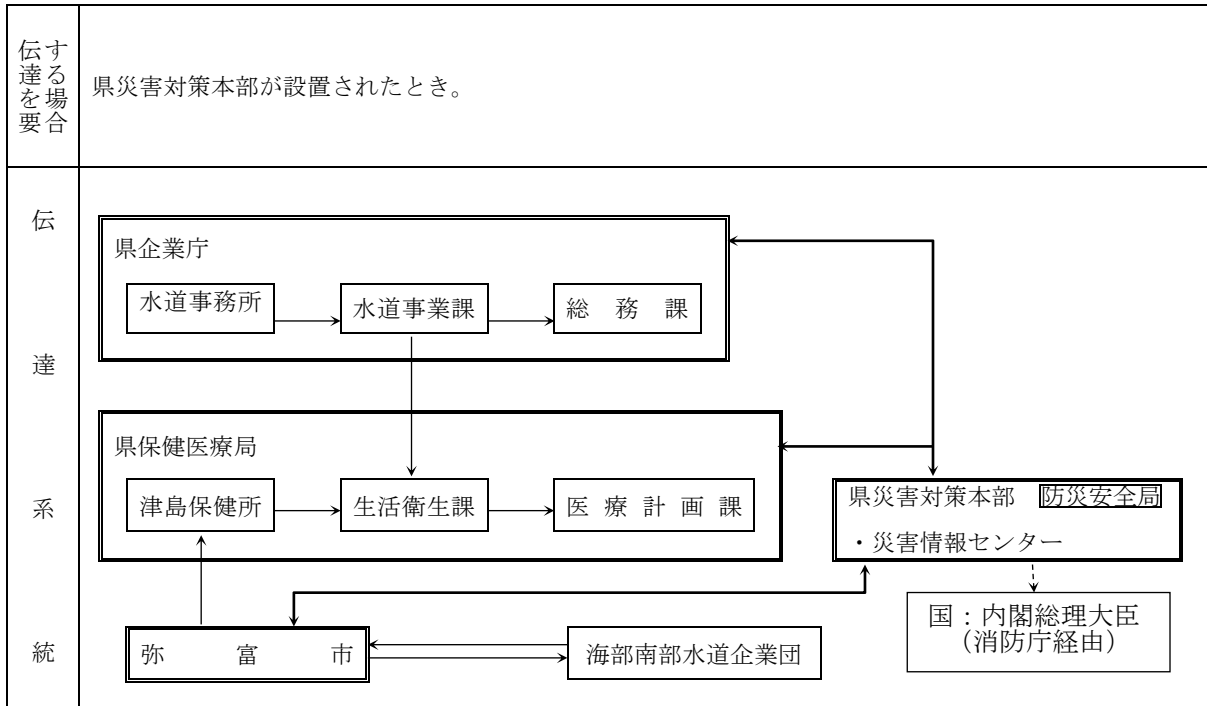 伝達を要
する場合
県災害対策本部が設置されたとき。
伝
達
系
統
県企業庁
水道事務所
水道事業課
総務課
県保健医療局
津島保健所
生活衛生課
医療計画課
県災害対策本部 防災安全局
・災害情報センター
国：内閣総理大臣
（消防庁経由）
弥富市
海部南部水道企業団